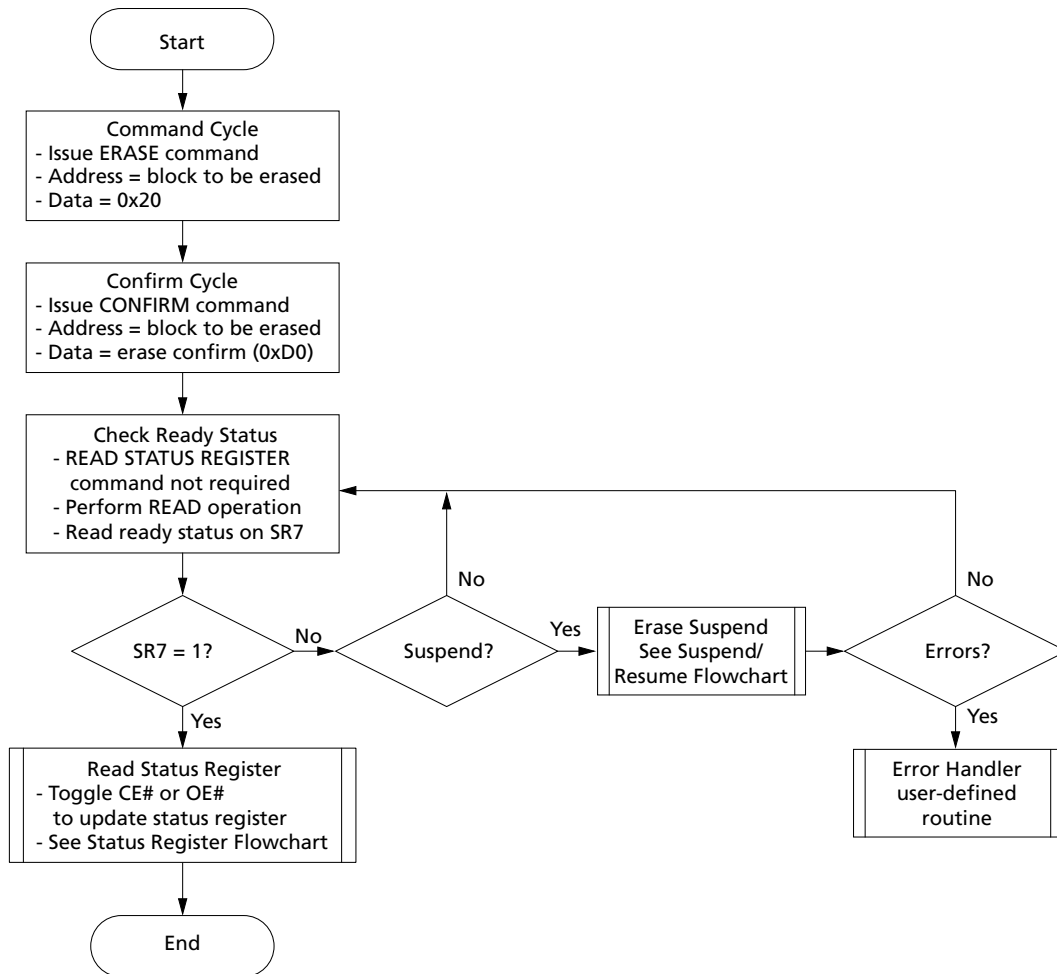 Start
Command Cycle
- Issue ERASE command
- Address = block to be erased
- Data = 0x20
Confirm Cycle
- Issue CONFIRM command
- Address = block to be erased
- Data = erase confirm (0xD0)
Check Ready Status
- READ STATUS REGISTER
command not required
- Perform READ operation
- Read ready status on SR7
No
No
SR7 = 1?
No
Suspend?
Yes
Erase Suspend
See Suspend/
Resume Flowchart
Errors?
Yes
Yes
Read Status Register
- Toggle CE# or OE#
to update status register
- See Status Register Flowchart
Error Handler
user-defined
routine
End